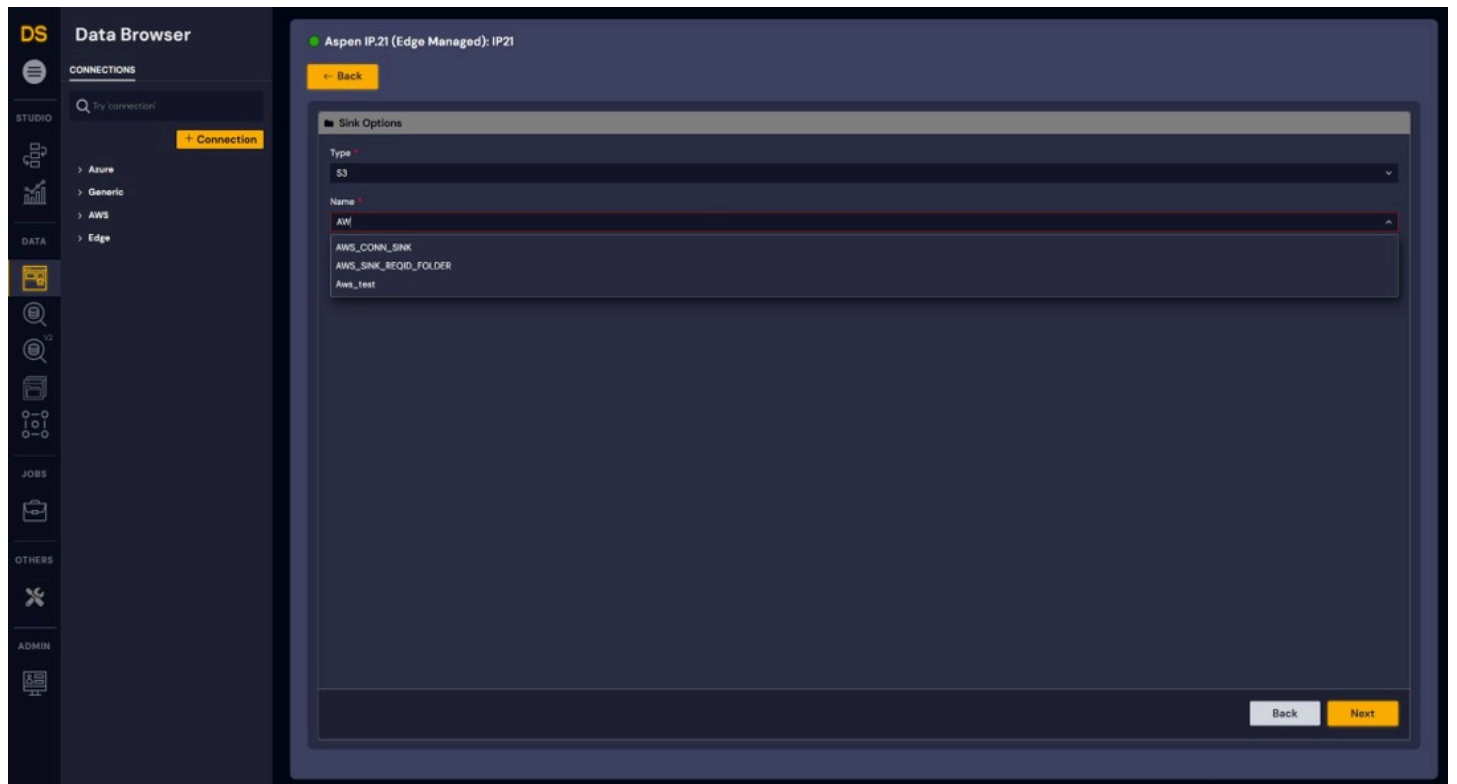 DS
Data Browser
CONNECTIONS
Try 'connection'
+ Connection
> Azure
> Generic
> AWS
> Edge
STUDIO
DATA
V2
JOBS
OTHERS
ADMIN
Aspen IP.21 (Edge Managed): IP21
← Back
Sink Options
Type *
S3
Name *
AW
AWS_CONN_SINK
AWS_SINK_REQID_FOLDER
Aws_test
Back
Next